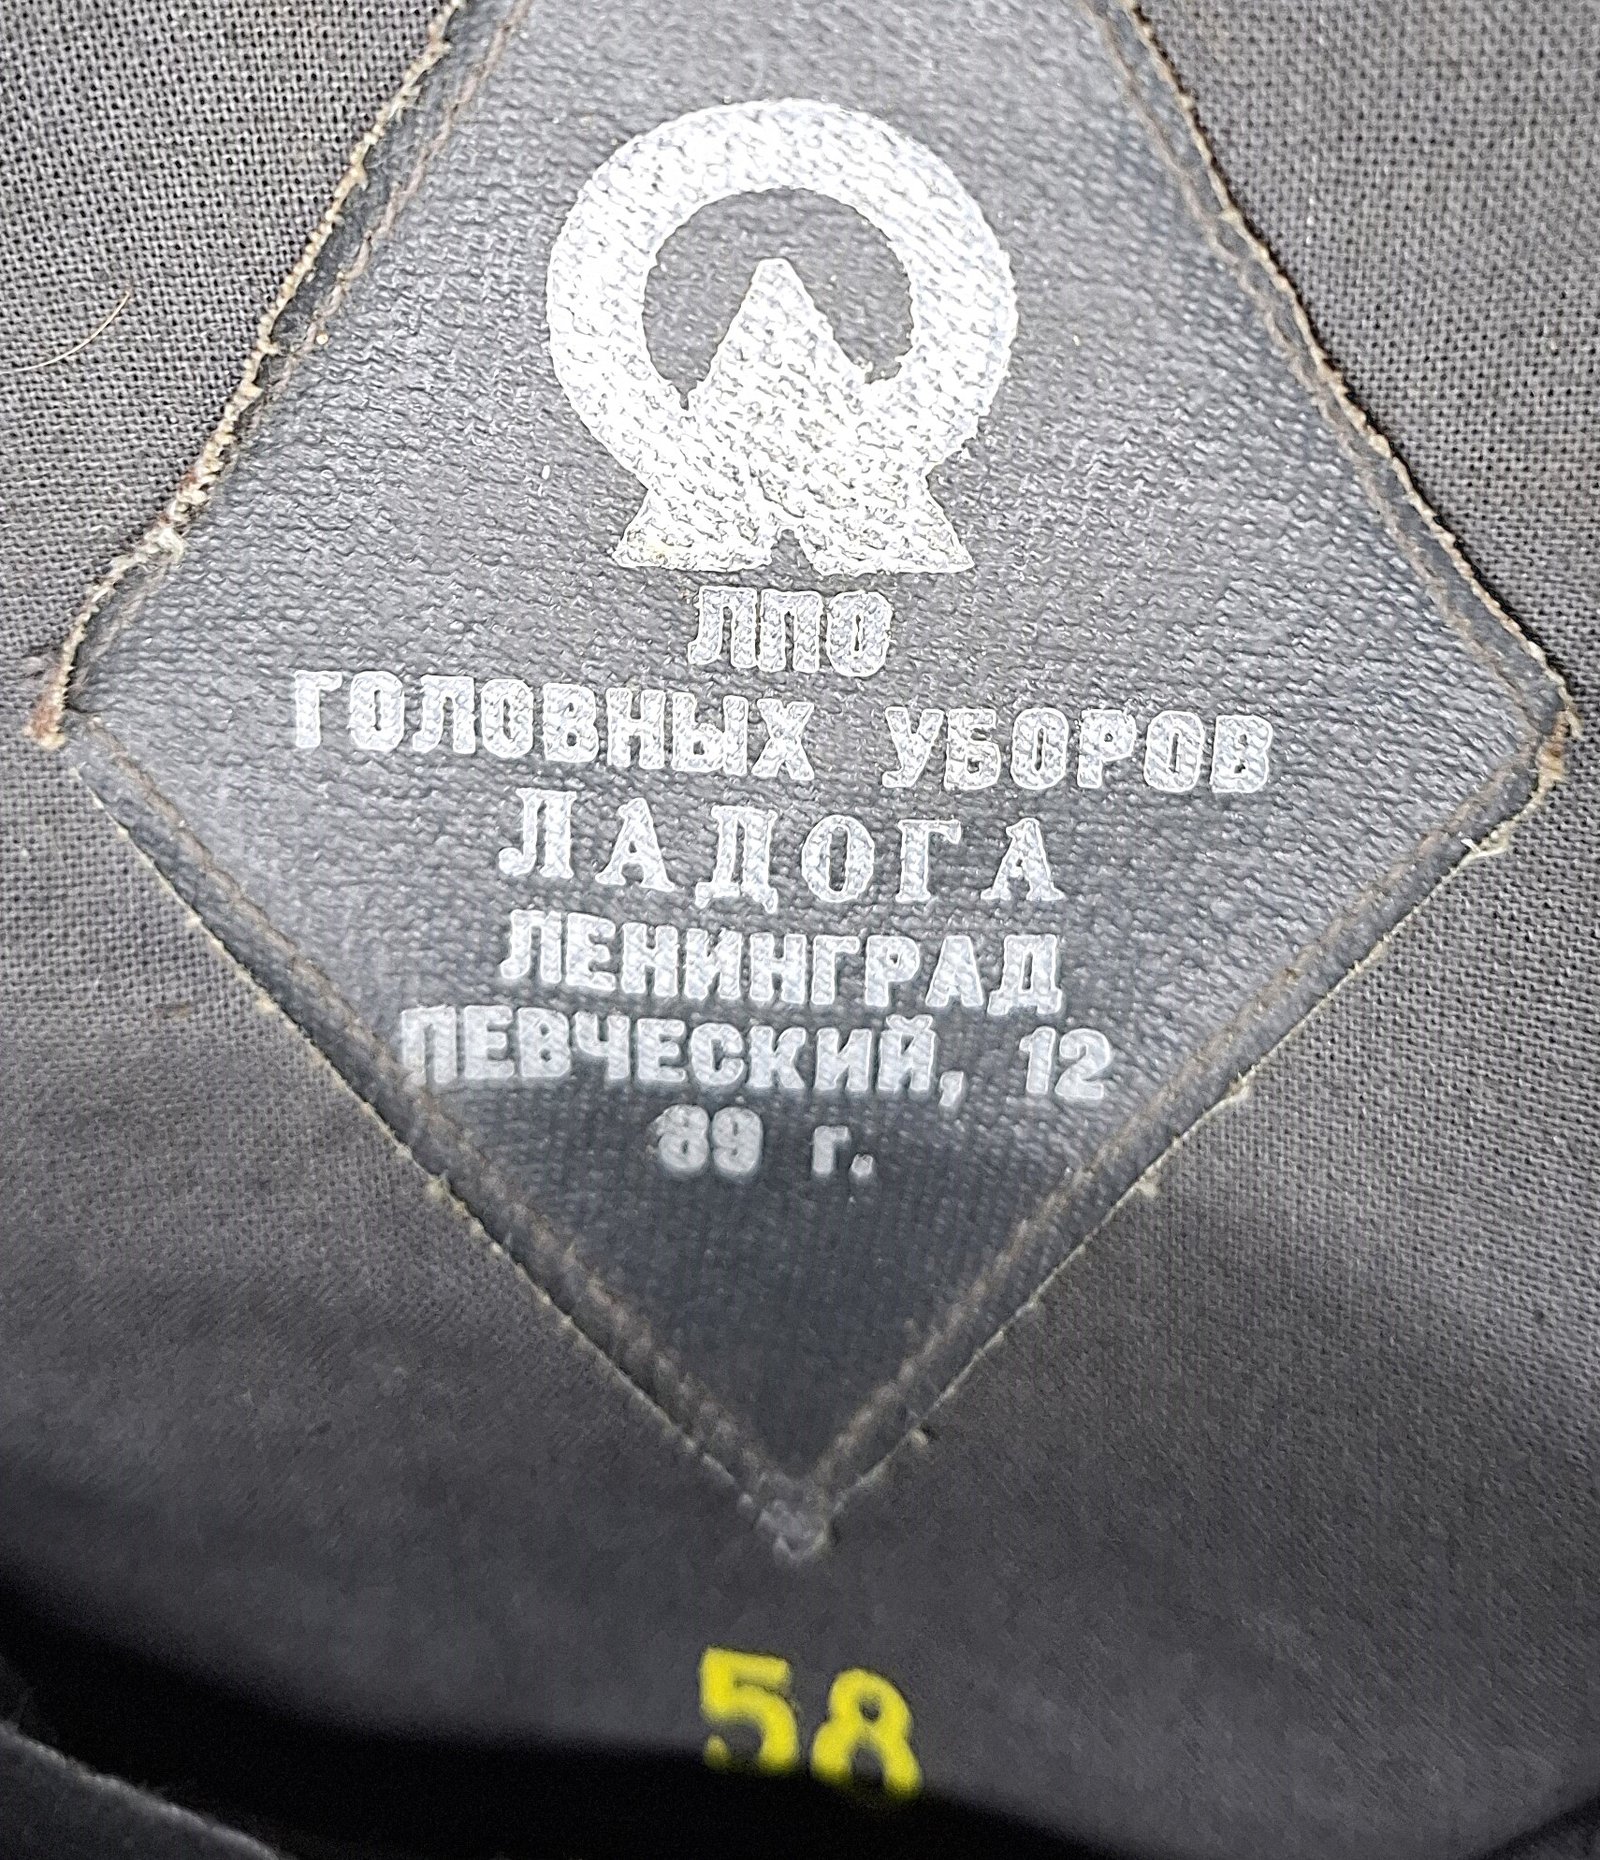 ЛПО
ГОЛОВНЫХ УБОРОВ
ЛАДОГА
ЛЕНИНГРАД
ПЕВЧЕСКИЙ, 12
89 г.
58